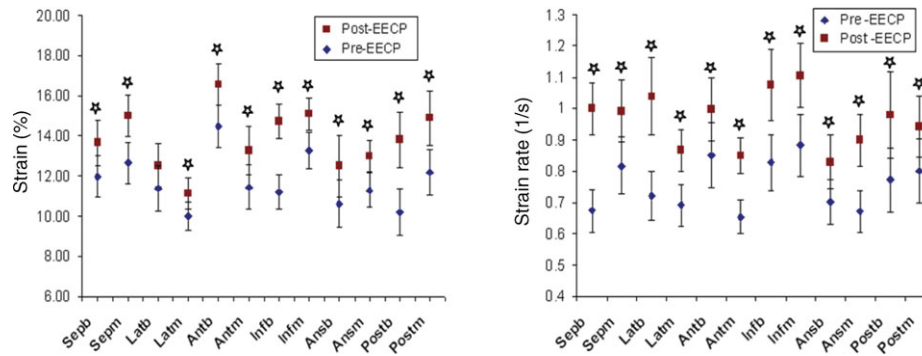 20.00
18.00
16.00
14.00
12.00
10.00
8.00
6.00
Strain (%)
Post-EECP
Pre-EECP
Sepb
Sepm
Latb
Latm
Antb
Antm
Infb
Infm
Ansb
Ansm
Postb
Postm
1.3
1.2
1.1
1
0.9
0.8
0.7
0.6
0.5
0.4
Strain rate (1/s)
Pre -EECP
Post -EECP
Sepb
Sepm
Latb
Latm
Antb
Antm
Infb
Infm
Ansb
Ansm
Postb
Postm